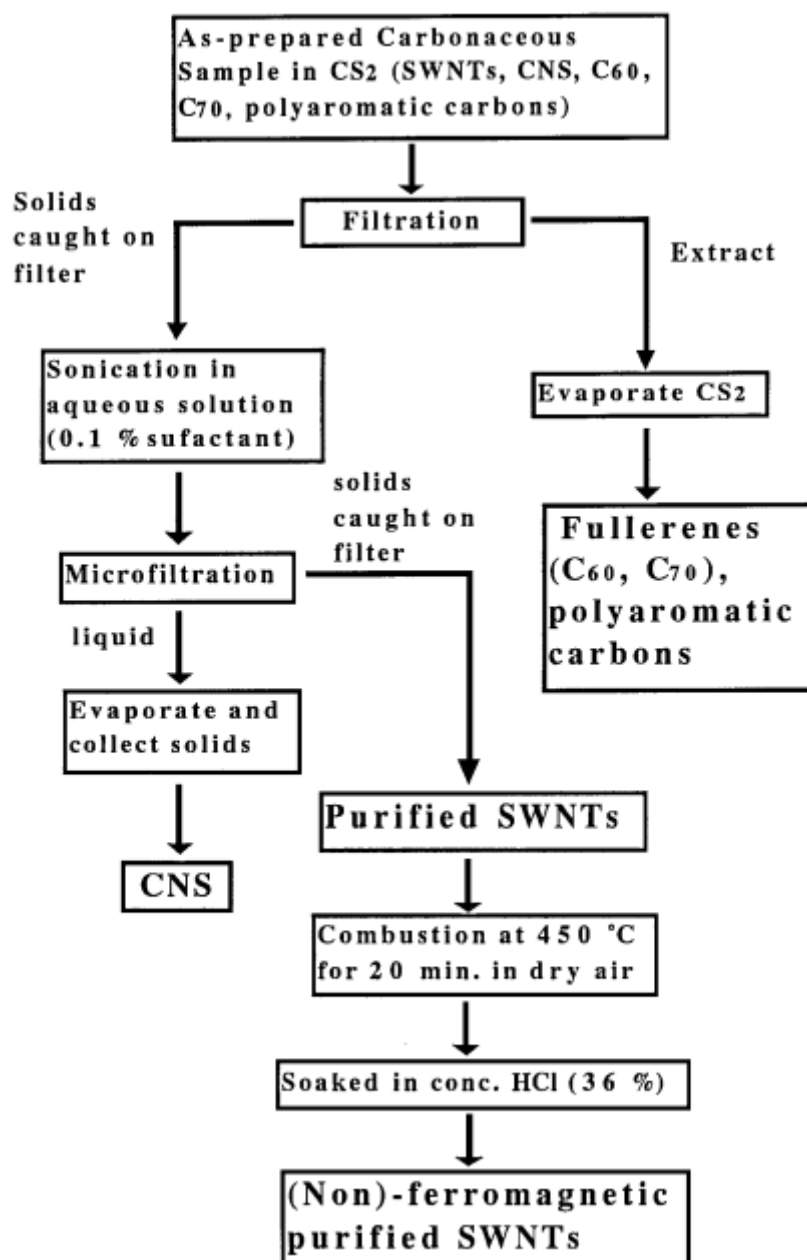 As-prepared Carbonaceous
Sample in CS2 (SWNTs, CNS, C60,
C70, polyaromatic carbons)
Filtration
Solids
caught on
filter
Extract
Sonication in
aqueous solution
(0.1 % sufactant)
Evaporate CS2
solids
caught on
filter
Fullerenes
(C60, C70),
polyaromatic
carbons
Microfiltration
liquid
Evaporate and
collect solids
Purified SWNTs
CNS
Combustion at 450 °C
for 20 min. in dry air
Soaked in conc. HCl (36 %)
(Non)-ferromagnetic
purified SWNTs